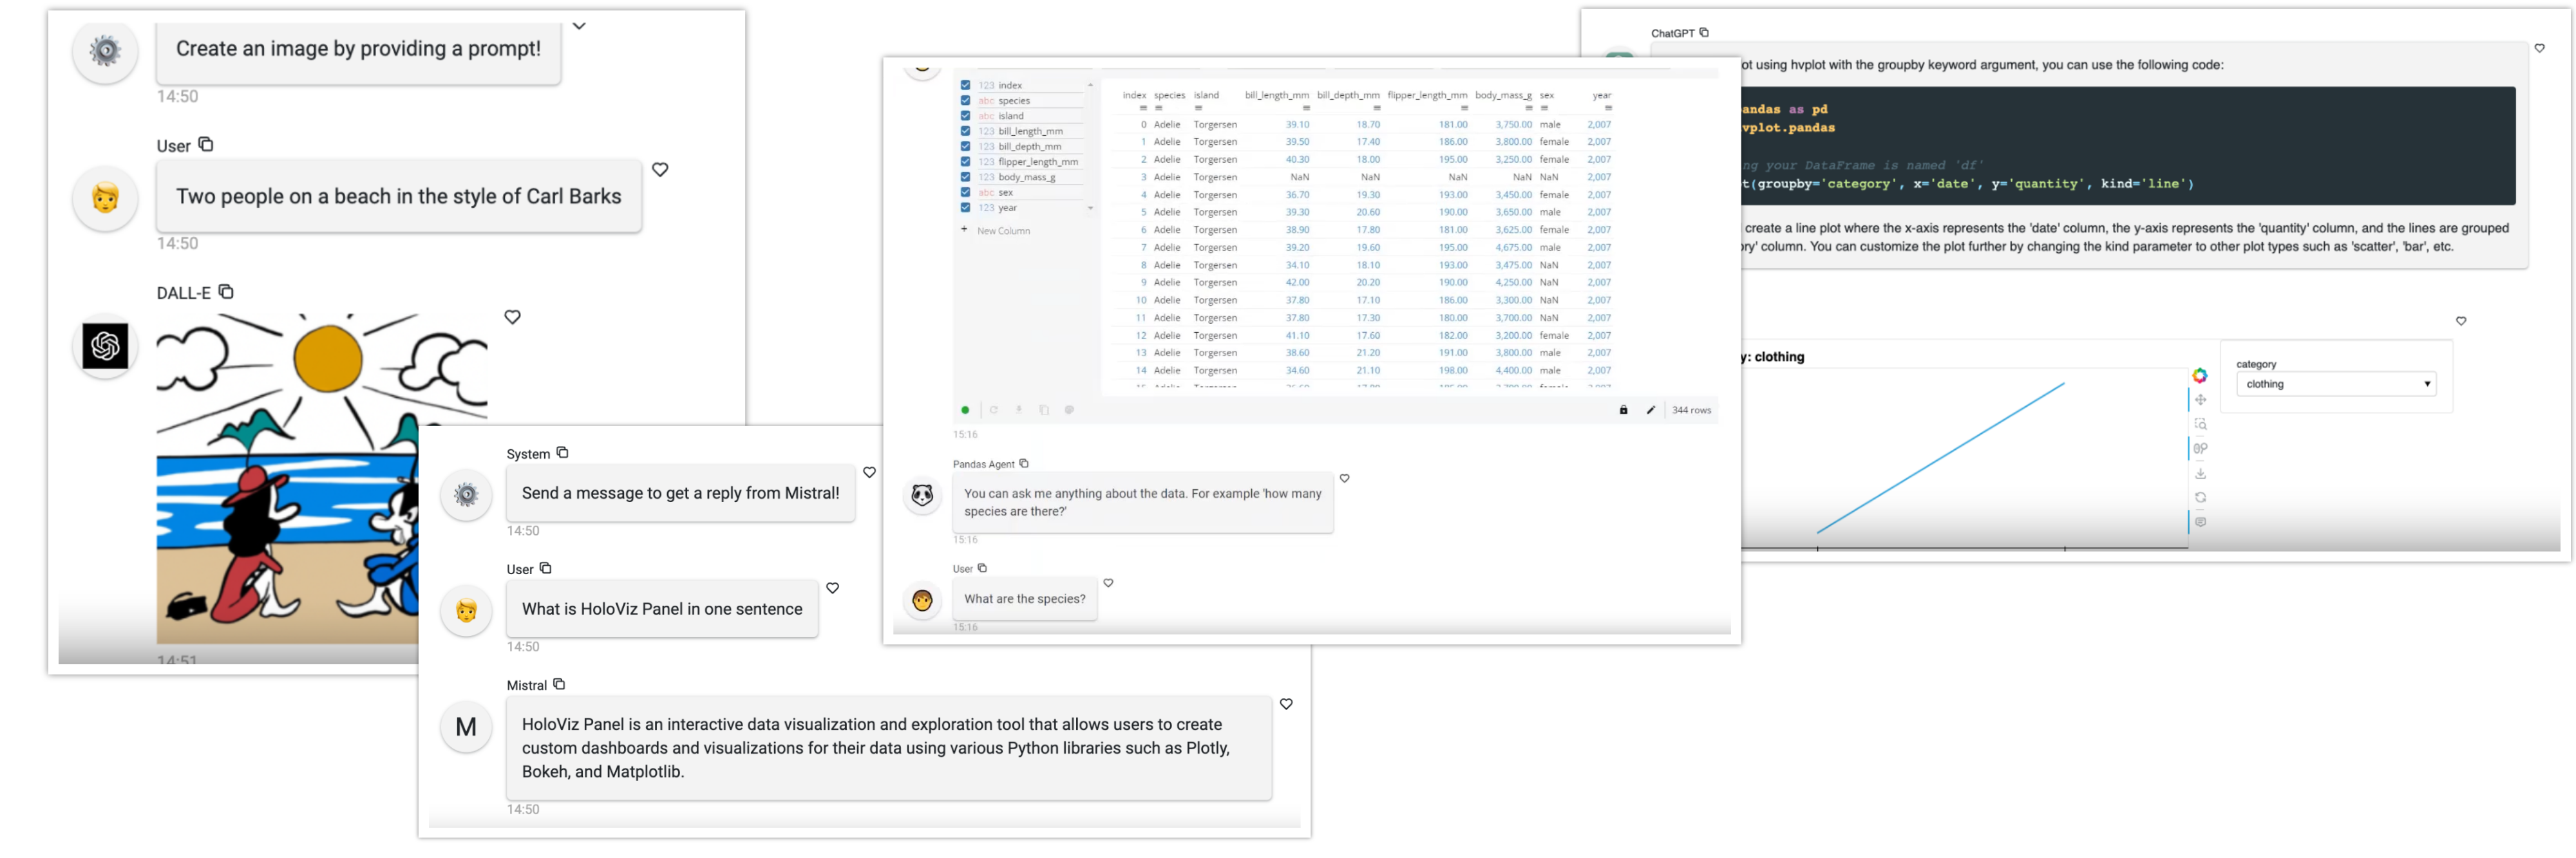 Create an image by providing a prompt!
14:50
User
Two people on a beach in the style of Carl Barks
14:50
DALL-E
14:51
System
Send a message to get a reply from Mistral!
14:50
User
What is HoloViz Panel in one sentence
14:50
Mistral
M
HoloViz Panel is an interactive data visualization and exploration tool that allows users to create
custom dashboards and visualizations for their data using various Python libraries such as Plotly,
Bokeh, and Matplotlib.
14:50
123 index
abc species
abc island
123 bill_length_mm
123 bill_depth_mm
123 flipper_length_mm
123 body_mass_g
abc sex
123 year
+ New Column
index species island bill_length_mm bill_depth_mm flipper_length_mm body_mass_g sex year
0 Adelie Torgersen 39.10 18.70 181.00 3,750.00 male 2,007
1 Adelie Torgersen 39.50 17.40 186.00 3,800.00 female 2,007
2 Adelie Torgersen 40.30 18.00 195.00 3,250.00 female 2,007
3 Adelie Torgersen NaN NaN NaN NaN NaN 2,007
4 Adelie Torgersen 36.70 19.30 193.00 3,450.00 female 2,007
5 Adelie Torgersen 39.30 20.60 190.00 3,650.00 male 2,007
6 Adelie Torgersen 38.90 17.80 181.00 3,625.00 female 2,007
7 Adelie Torgersen 39.20 19.60 195.00 4,675.00 male 2,007
8 Adelie Torgersen 34.10 18.10 193.00 3,475.00 NaN 2,007
9 Adelie Torgersen 42.00 20.20 190.00 4,250.00 NaN 2,007
10 Adelie Torgersen 37.80 17.10 186.00 3,300.00 NaN 2,007
11 Adelie Torgersen 37.80 17.30 180.00 3,700.00 NaN 2,007
12 Adelie Torgersen 41.10 17.60 182.00 3,200.00 female 2,007
13 Adelie Torgersen 38.60 21.20 191.00 3,800.00 male 2,007
14 Adelie Torgersen 34.60 21.10 198.00 4,400.00 male 2,007
344 rows
15:16
Pandas Agent
You can ask me anything about the data. For example 'how many
species are there?'
15:16
User
What are the species?
15:16
ChatGPT
ot using hvplot with the groupby keyword argument, you can use the following code:
andas as pd
vplot.pandas
ng your DataFrame is named 'df'
t(groupby='category', x='date', y='quantity', kind='line')
create a line plot where the x-axis represents the 'date' column, the y-axis represents the 'quantity' column, and the lines are grouped
ry' column. You can customize the plot further by changing the kind parameter to other plot types such as 'scatter', 'bar', etc.
y: clothing
category
clothing